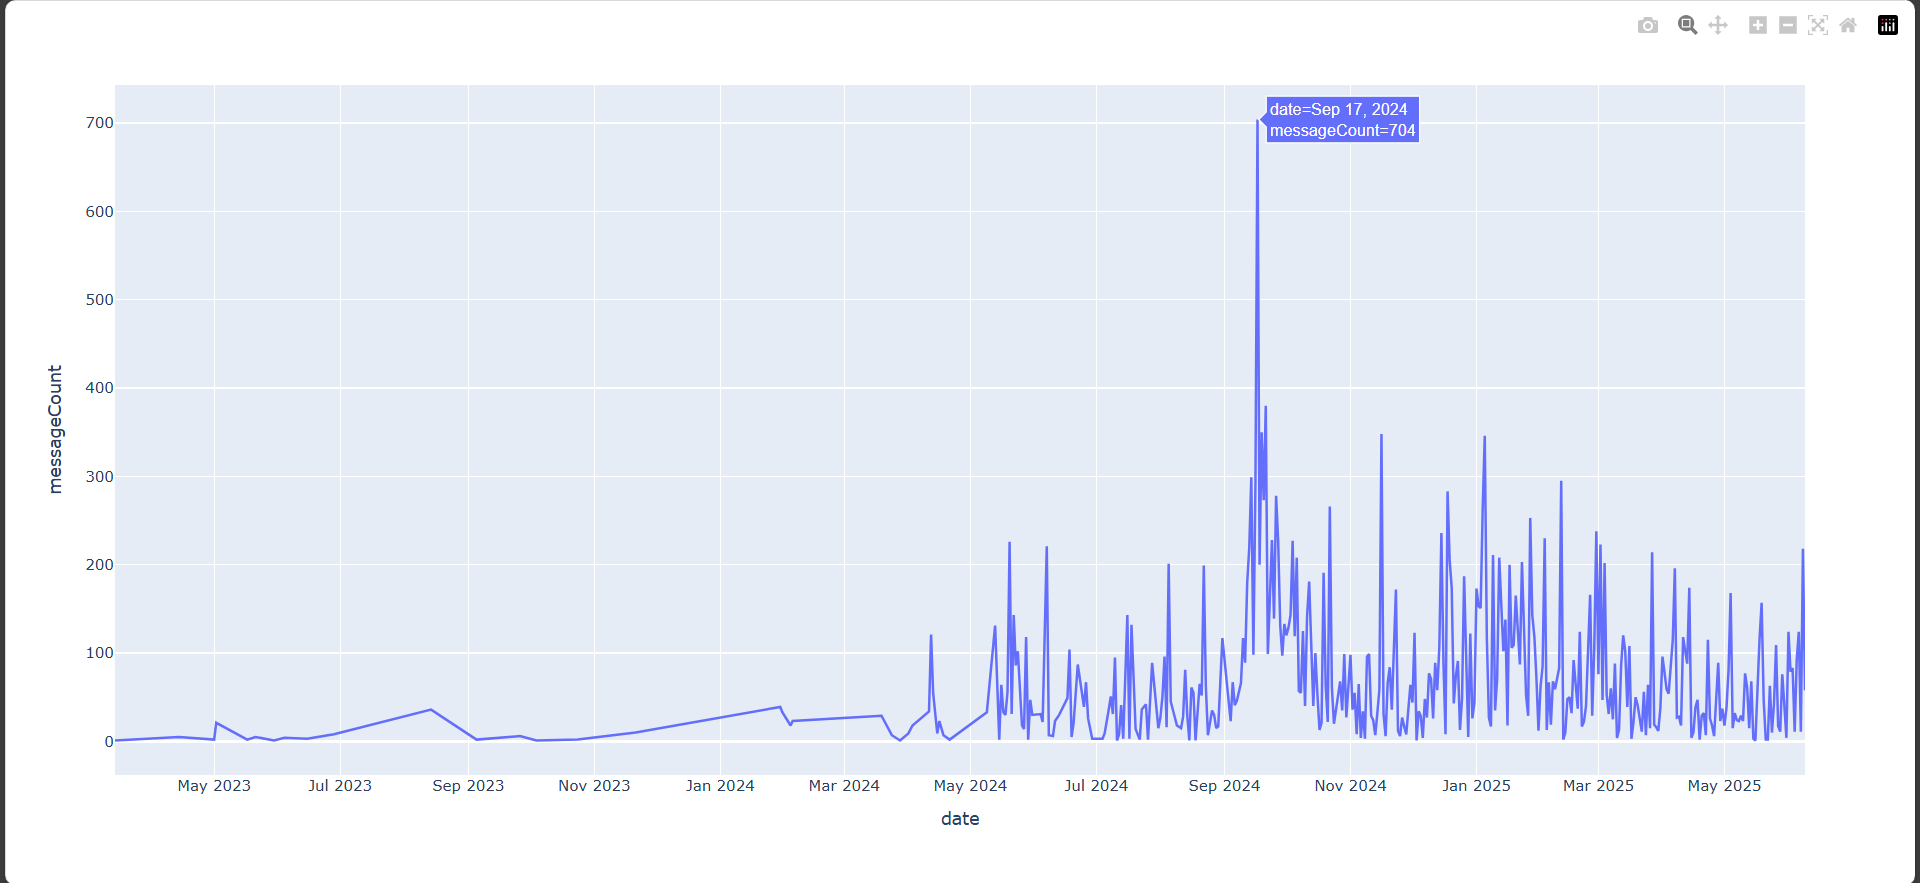 date=Sep 17, 2024
messageCount=704
700
600
500
400
300
200
100
0
messageCount
May 2023
Jul 2023
Sep 2023
Nov 2023
Jan 2024
Mar 2024
May 2024
Jul 2024
Sep 2024
Nov 2024
Jan 2025
Mar 2025
May 2025
date